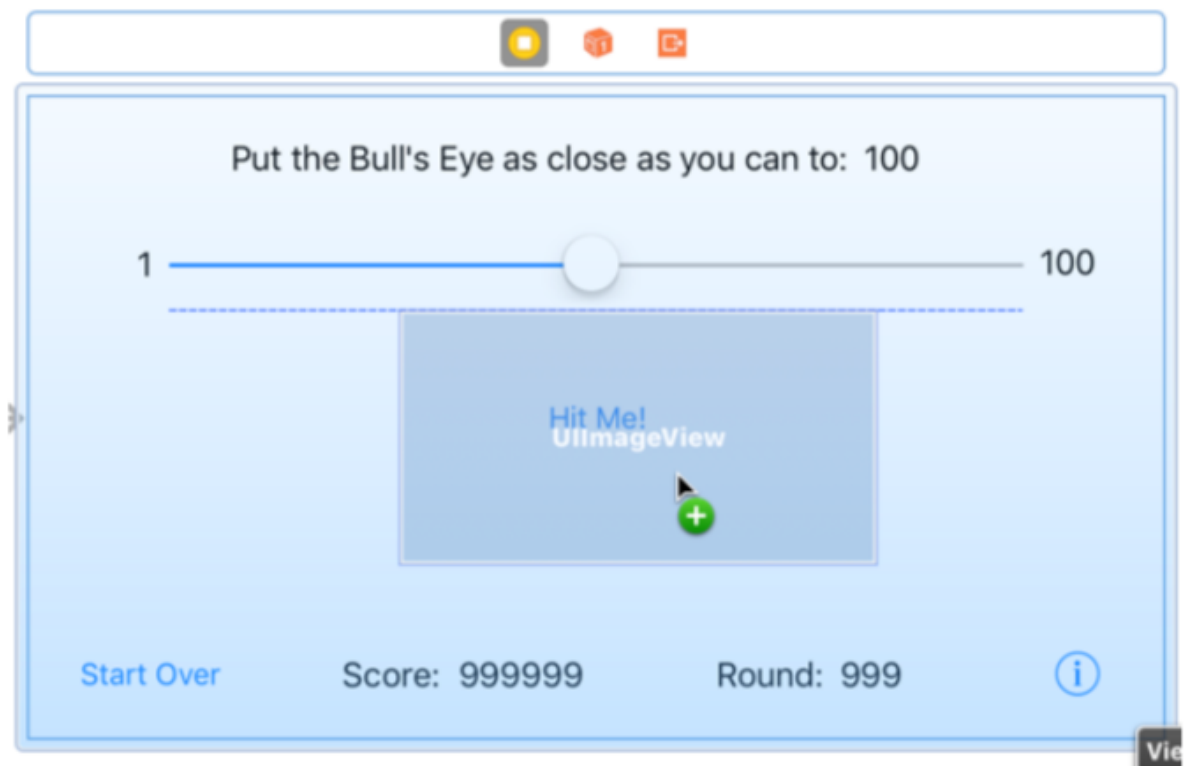 Put the Bull's Eye as close as you can to: 100
1 100
Hit Me!
UIImageView
Start Over Score: 999999 Round: 999
Vie